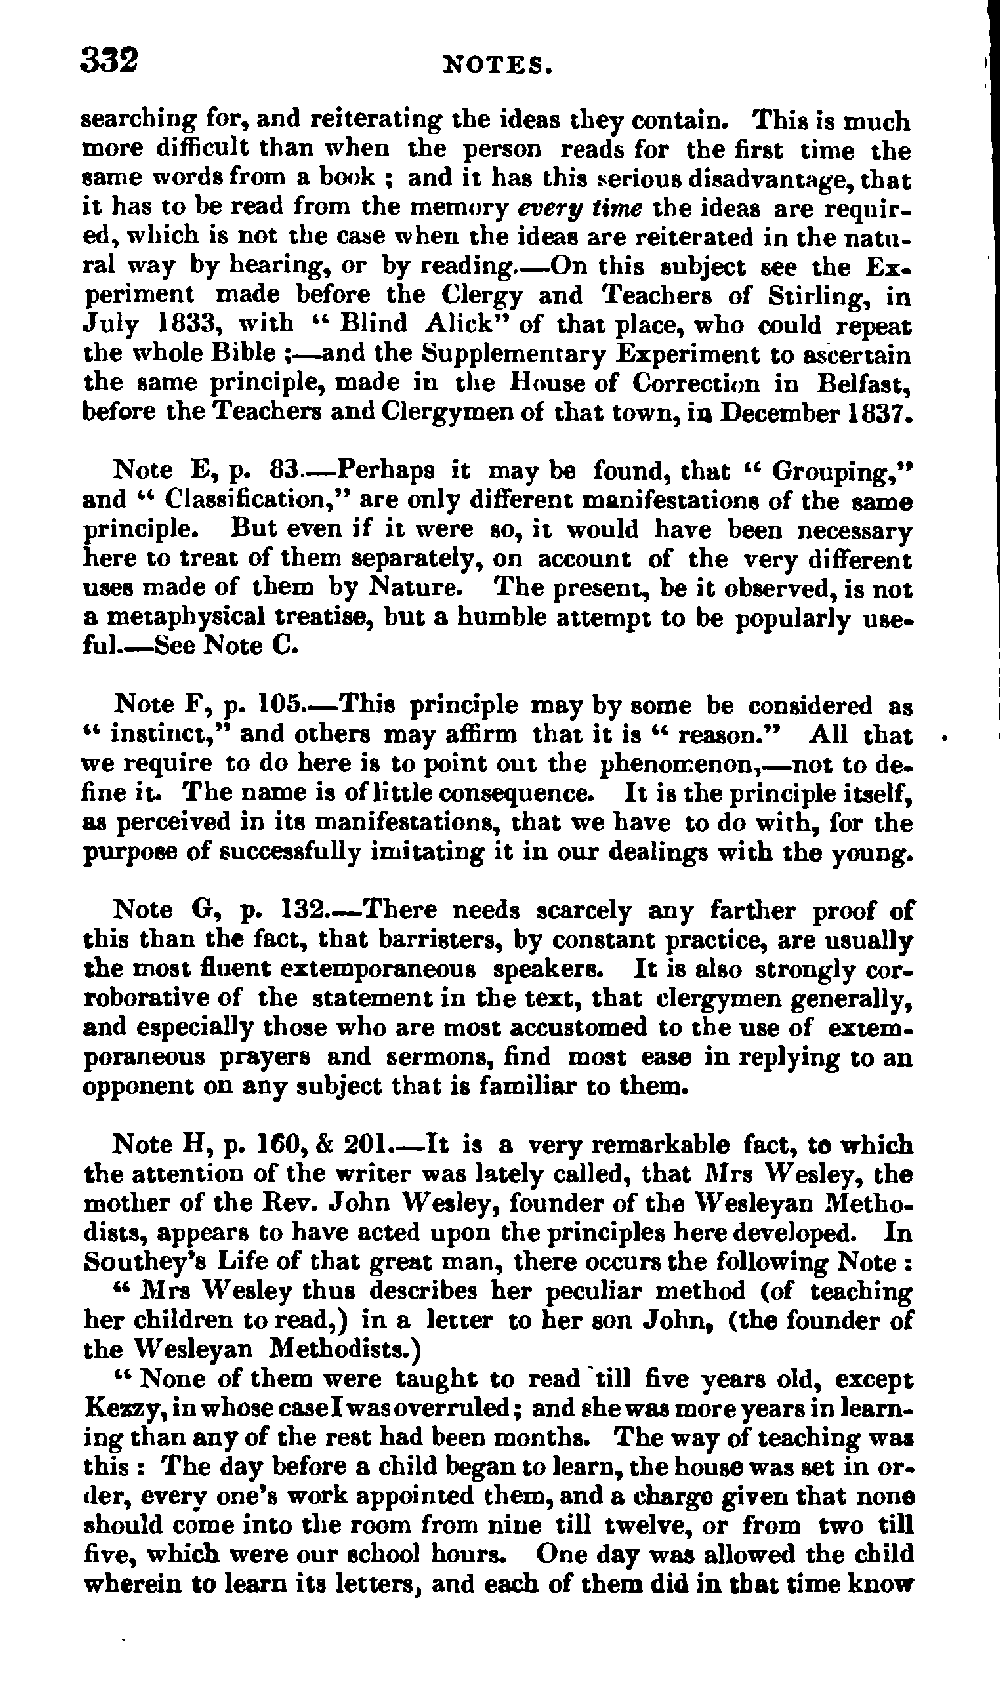 332 NOTES.
searching for, and reiterating the ideas they contain. This is much
more difficult than when the person reads for the first time the
same words from a book ; and it has this serious disadvantage, that
it has to be read from the memory every time the ideas are requir-
ed, which is not the case when the ideas are reiterated in the natu-
ral way by hearing, or by reading.—On this subject see the Ex-
periment made before the Clergy and Teachers of Stirling, in
July 1833, with “ Blind Alick” of that place, who could repeat
the whole Bible ;—and the Supplementary Experiment to ascertain
the same principle, made in the House of Correction in Belfast,
before the Teachers and Clergymen of that town, in December 1837.
Note E, p. 83.—Perhaps it may be found, that “ Grouping,”
and “ Classification,” are only different manifestations of the same
principle. But even if it were so, it would have been necessary
here to treat of them separately, on account of the very different
uses made of them by Nature. The present, be it observed, is not
a metaphysical treatise, but a humble attempt to be popularly use-
ful.—See Note C.
Note F, p. 105.—This principle may by some be considered as
“ instinct,” and others may affirm that it is “ reason.” All that
we require to do here is to point out the phenomenon,—not to de-
fine it. The name is of little consequence. It is the principle itself,
as perceived in its manifestations, that we have to do with, for the
purpose of successfully imitating it in our dealings with the young.
Note G, p. 132.—There needs scarcely any farther proof of
this than the fact, that barristers, by constant practice, are usually
the most fluent extemporaneous speakers. It is also strongly cor-
roborative of the statement in the text, that clergymen generally,
and especially those who are most accustomed to the use of extem-
poraneous prayers and sermons, find most ease in replying to an
opponent on any subject that is familiar to them.
Note H, p. 160, & 201.—It is a very remarkable fact, to which
the attention of the writer was lately called, that Mrs Wesley, the
mother of the Rev. John Wesley, founder of the Wesleyan Metho-
dists, appears to have acted upon the principles here developed. In
Southey's Life of that great man, there occurs the following Note :
“ Mrs Wesley thus describes her peculiar method (of teaching
her children to read,) in a letter to her son John, (the founder of
the Wesleyan Methodists.)
“ None of them were taught to read till five years old, except
Kezzy, in whose case I was overruled ; and she was more years in learn-
ing than any of the rest had been months. The way of teaching was
this : The day before a child began to learn, the house was set in or-
der, every one's work appointed them, and a charge given that none
should come into the room from nine till twelve, or from two till
five, which were our school hours. One day was allowed the child
wherein to learn its letters, and each of them did in that time know